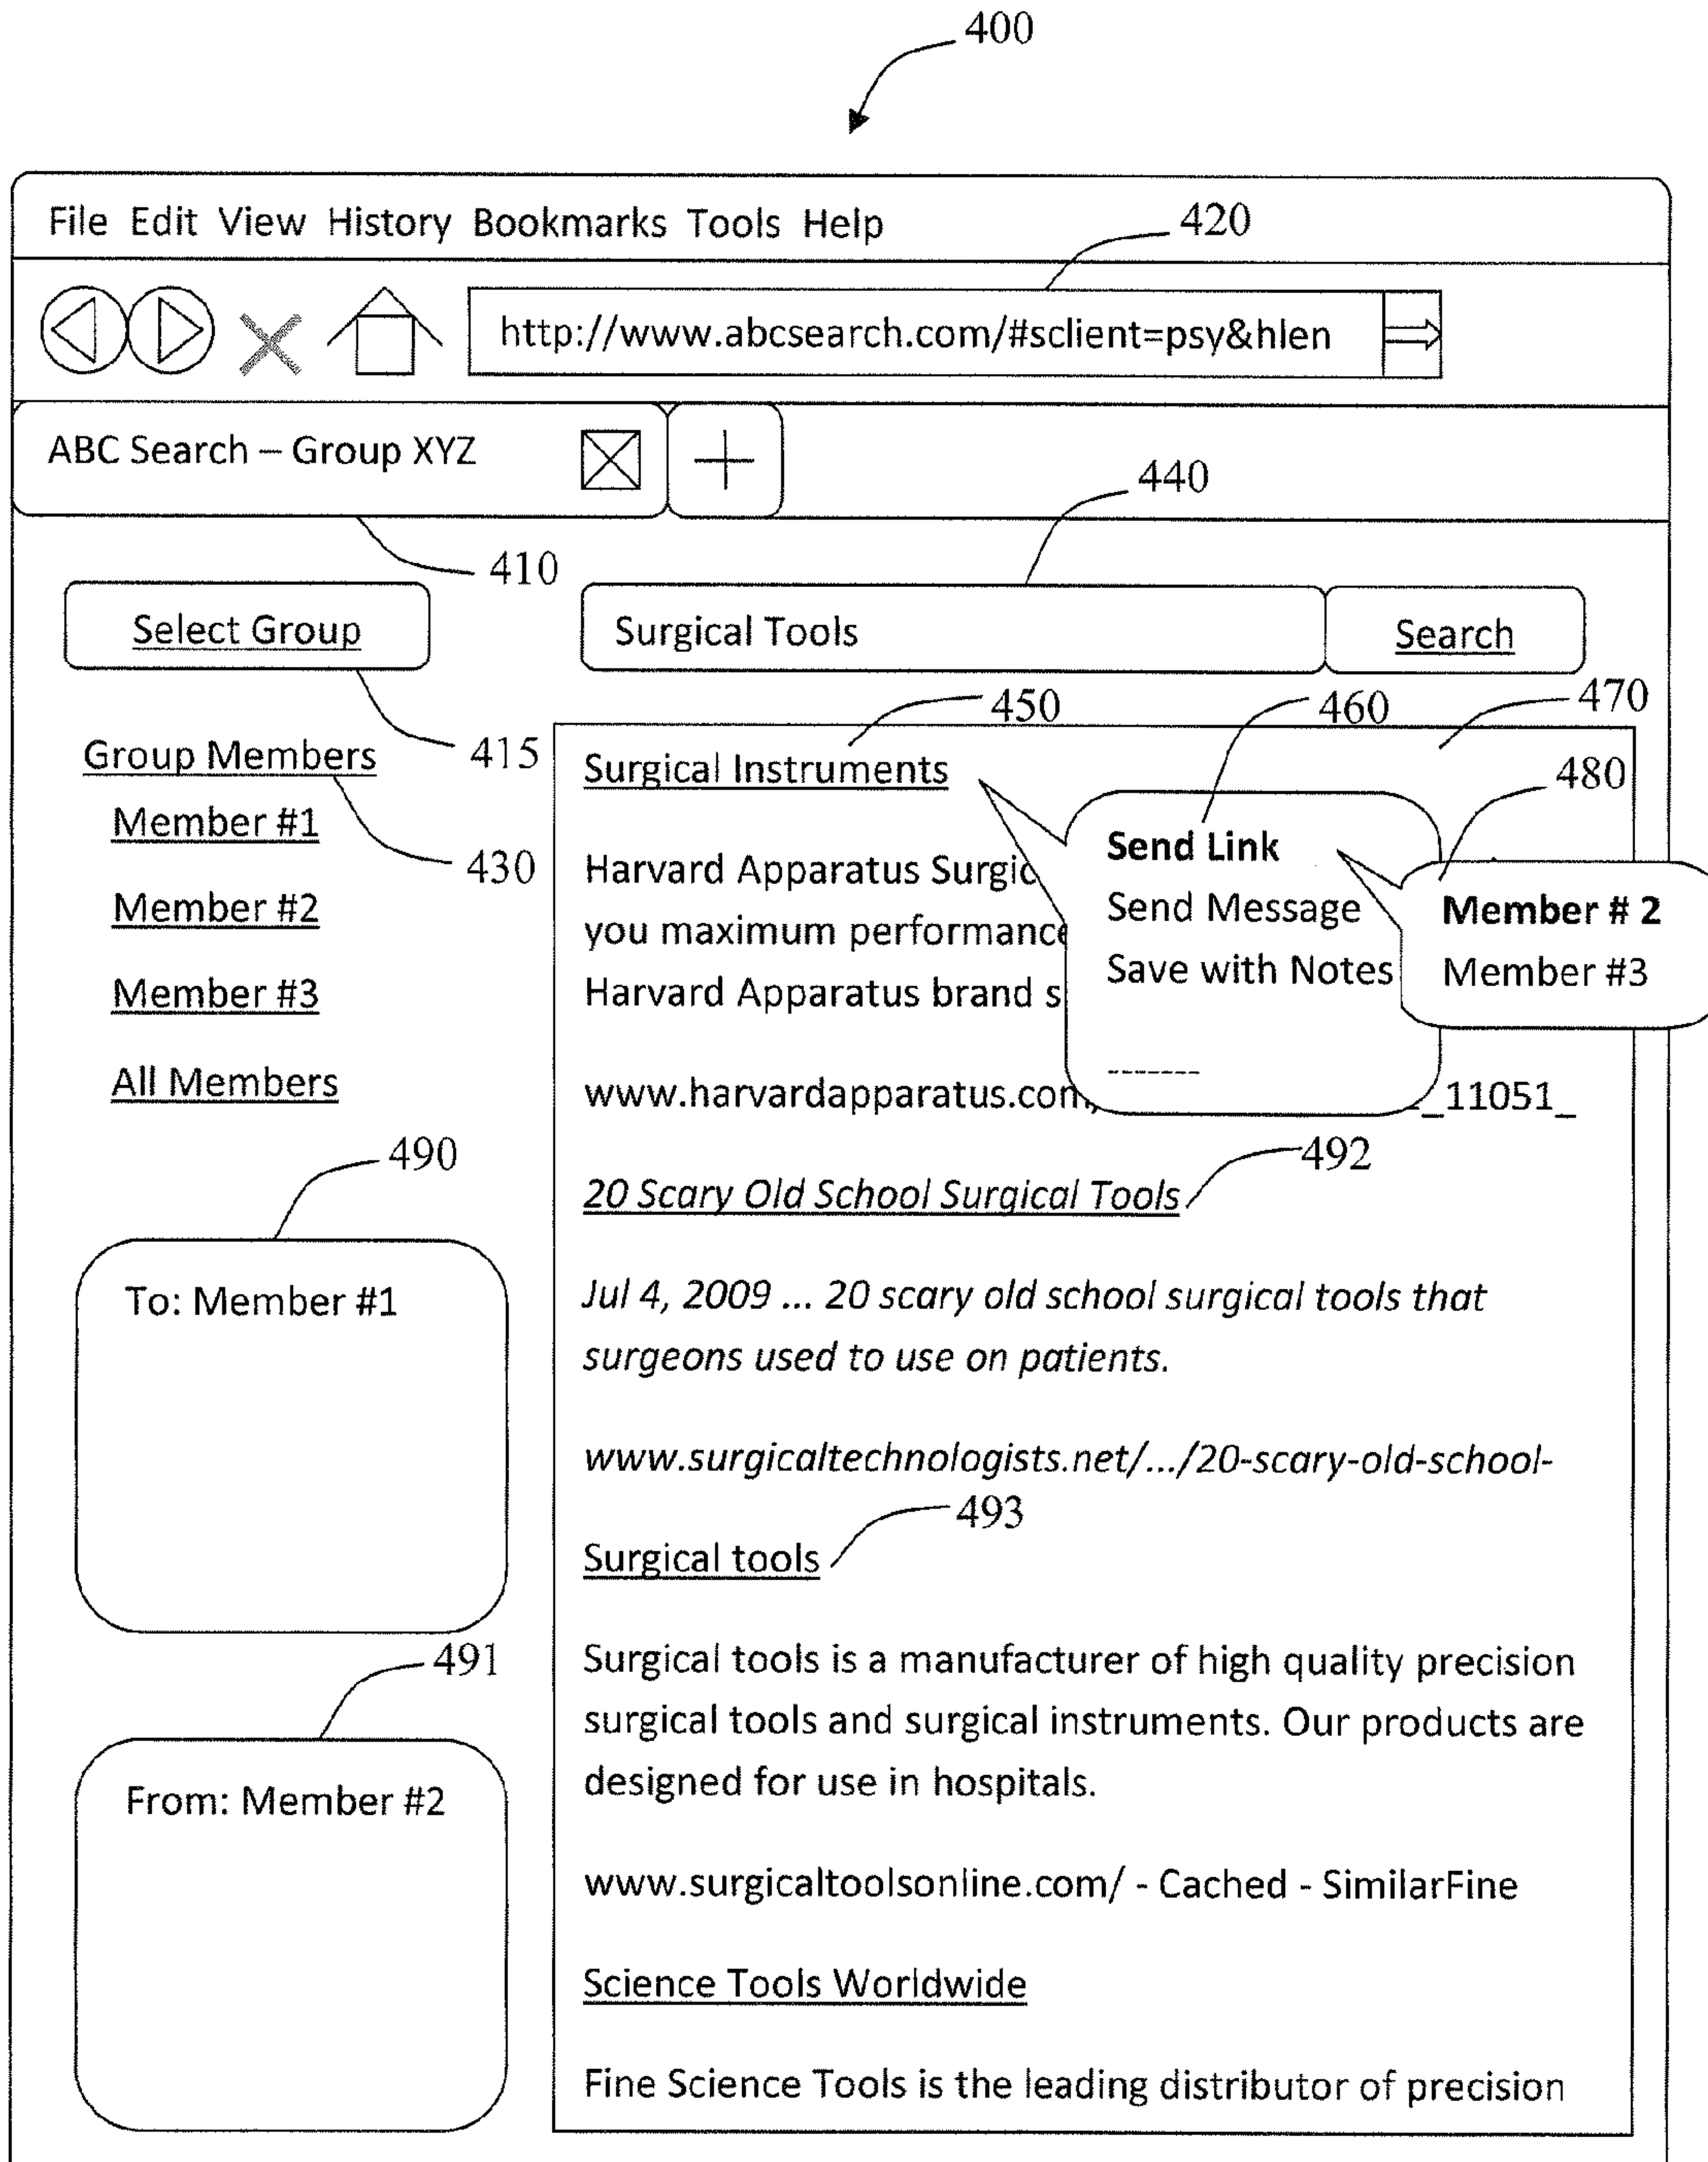 400
File Edit View History Bookmarks Tools Help
420
http://www.abcsearch.com/#sclient=psy&hlen
ABC Search – Group XYZ
440
410
Select Group
Surgical Tools
Search
450
460
470
Group Members
415
Surgical Instruments
480
Member #1
430
Send Link
Harvard Apparatus Surgic
Send Message
Member # 2
Member #2
you maximum performance
Save with Notes
Member #3
Member #3
Harvard Apparatus brand s
-------
All Members
www.harvardapparatus.com/
_11051_
490
492
20 Scary Old School Surgical Tools
To: Member #1
Jul 4, 2009 ... 20 scary old school surgical tools that
surgeons used to use on patients.
www.surgicaltechnologists.net/.../20-scary-old-school-
493
Surgical tools
491
Surgical tools is a manufacturer of high quality precision
surgical tools and surgical instruments. Our products are
designed for use in hospitals.
From: Member #2
www.surgicaltoolsonline.com/ - Cached - SimilarFine
Science Tools Worldwide
Fine Science Tools is the leading distributor of precision